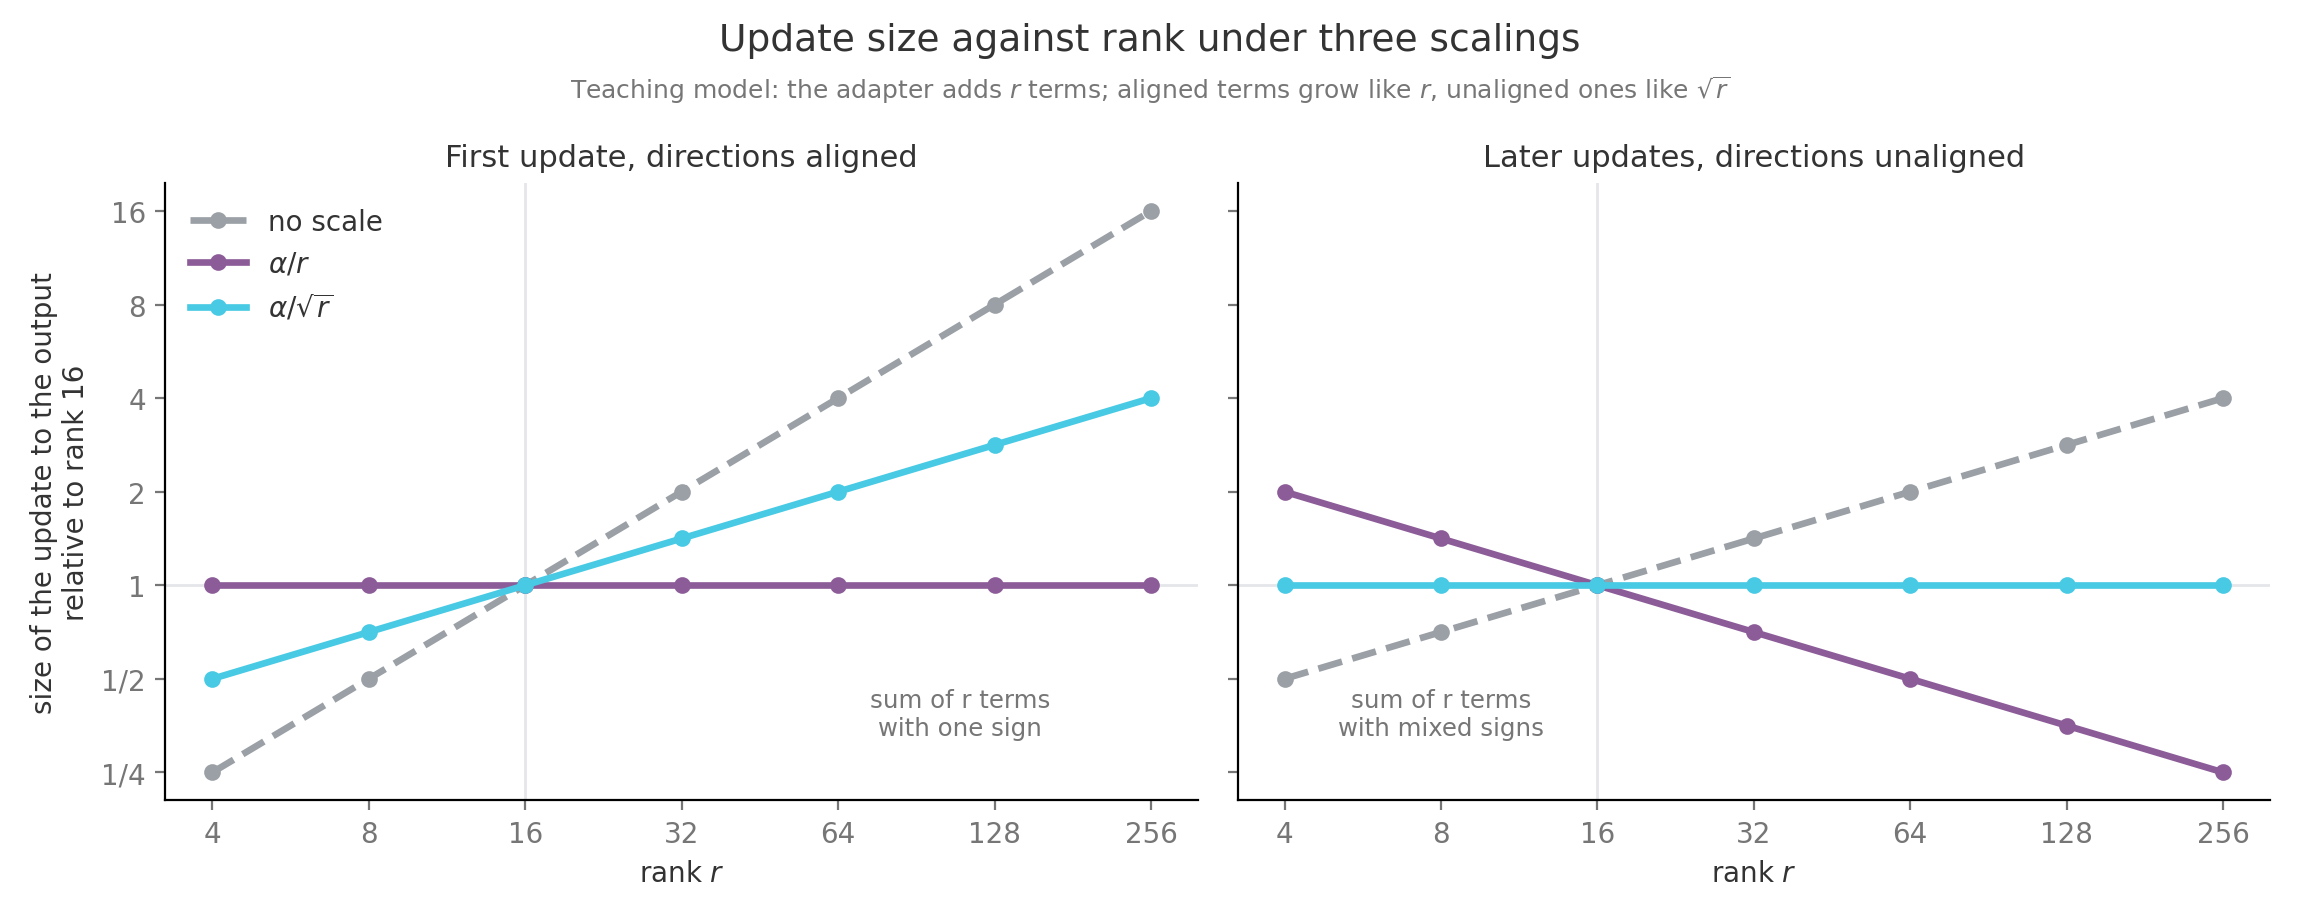 Update size against rank under three scalings
Teaching model: the adapter adds r terms; aligned terms grow like r, unaligned ones like √r
First update, directions aligned
size of the update to the output
relative to rank 16
16
8
4
2
1
1/2
1/4
no scale
α/r
α/√r
sum of r terms
with one sign
4 8 16 32 64 128 256
rank r
Later updates, directions unaligned
sum of r terms
with mixed signs
4 8 16 32 64 128 256
rank r